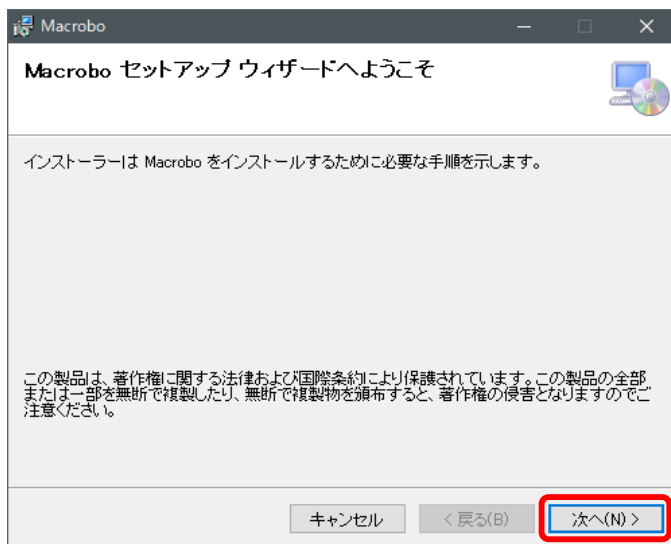 Macrobo
Macrobo セットアップ ウィザードへようこそ
インストーラーは Macrobo をインストールするために必要な手順を示します。
この製品は、著作権に関する法律および国際条約により保護されています。この製品の全部
または一部を無断で複製したり、無断で複製物を頒布すると、著作権の侵害となりますのでご
注意ください。
キャンセル
< 戻る(B)
次へ(N) >